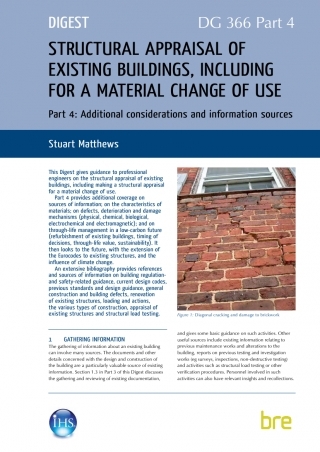 DIGEST
DG 366 Part 4
STRUCTURAL APPRAISAL OF
EXISTING BUILDINGS, INCLUDING
FOR A MATERIAL CHANGE OF USE
Part 4: Additional considerations and information sources
Stuart Matthews
This Digest gives guidance to professional
engineers on the structural appraisal of existing
buildings, including making a structural appraisal
for a material change of use.
Part 4 provides additional coverage on
sources of information; on the characteristics of
materials; on defects, deterioration and damage
mechanisms (physical, chemical, biological,
electrochemical and electromagnetic); and on
through-life management in a low-carbon future
(refurbishment of existing buildings, timing of
decisions, through-life value, sustainability). It
then looks to the future, with the extension of
the Eurocodes to existing structures, and the
influence of climate change.
An extensive bibliography provides references
and sources of information on building regulation-
and safety-related guidance, current design codes,
previous standards and design guidance, general
construction and building defects, renovation
of existing structures, loading and actions,
the various types of construction, appraisal of
existing structures and structural load testing.
Figure 1: Diagonal cracking and damage in brickwork
1 GATHERING INFORMATION
The gathering of information about an existing building
can involve many sources. The documents and other
details concerned with the design and construction of
the building are a particularly valuable source of existing
information. Section 1.3 in Part 3 of this Digest discusses
the gathering and reviewing of existing documentation,
and gives some basic guidance on such activities. Other
useful sources include existing information relating to
previous maintenance works and alterations to the
building, reports on previous testing and investigation
works (eg surveys, inspections, non-destructive testing)
and activities such as structural load testing or other
verification procedures. Personnel involved in such
activities can also have relevant insights and recollections.
IHS
bre